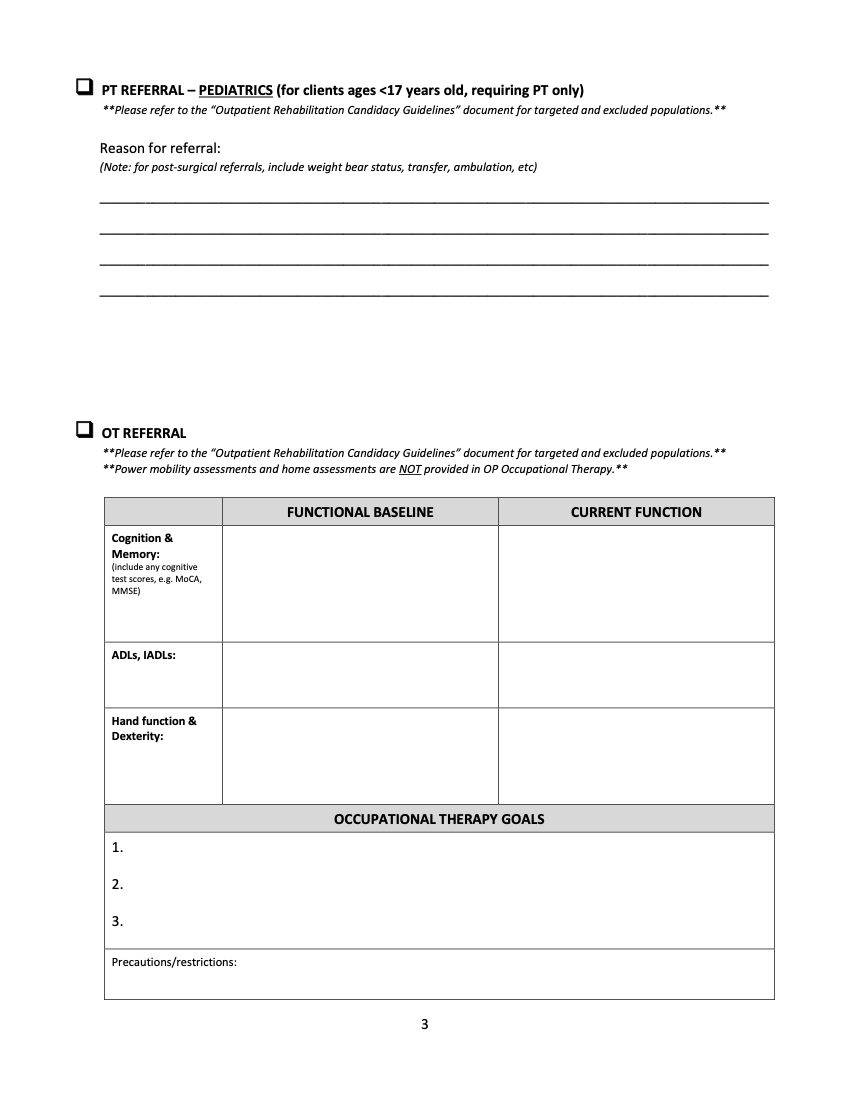 ❑ PT REFERRAL – PEDIATRICS (for clients ages <17 years old, requiring PT only)
**Please refer to the “Outpatient Rehabilitation Candidacy Guidelines” document for targeted and excluded populations.**
Reason for referral:
(Note: for post-surgical referrals, include weight bear status, transfer, ambulation, etc)
❑ OT REFERRAL
**Please refer to the “Outpatient Rehabilitation Candidacy Guidelines” document for targeted and excluded populations.**
**Power mobility assessments and home assessments are NOT provided in OP Occupational Therapy.**
FUNCTIONAL BASELINE
CURRENT FUNCTION
Cognition &
Memory:
(include any cognitive
test scores, e.g. MoCA,
MMSE)
ADLs, IADLs:
Hand function &
Dexterity:
OCCUPATIONAL THERAPY GOALS
1.
2.
3.
Precautions/restrictions:
3